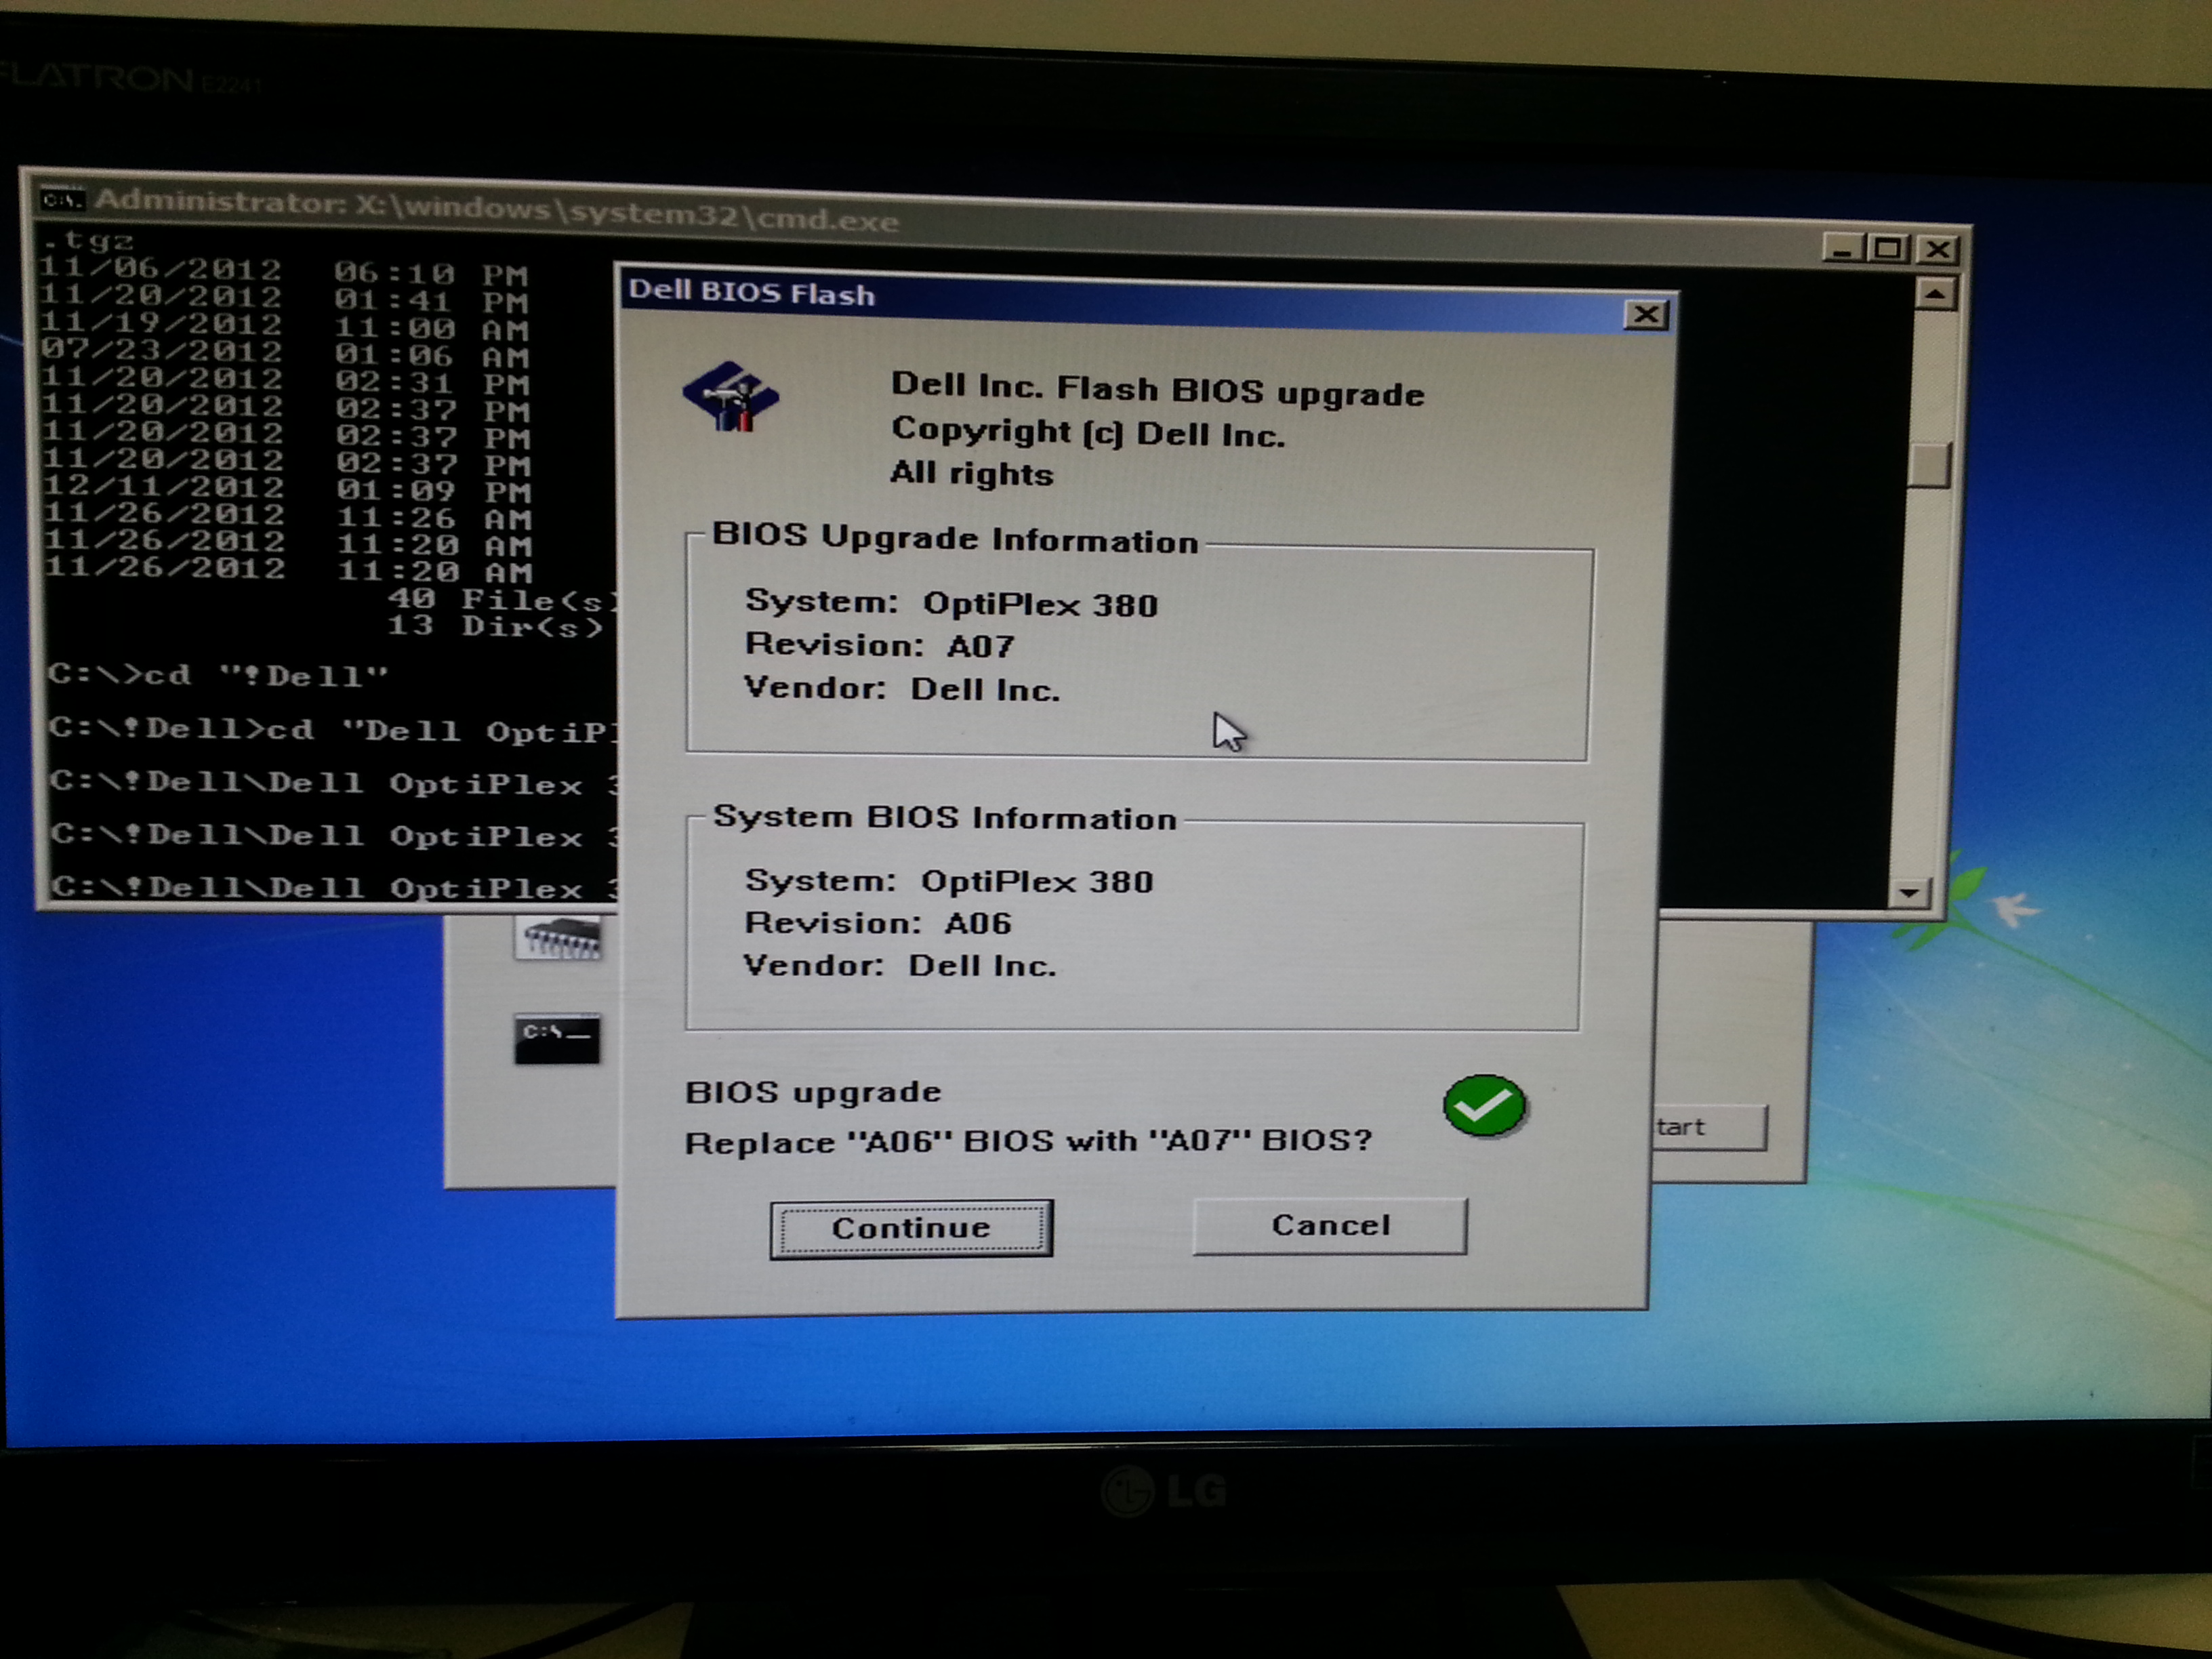 FLATRON E2241
Administrator: X:\windows\system32\cmd.exe
.tgz
11/06/2012 06:10 PM
11/20/2012 01:41 PM
11/19/2012 11:00 AM
07/23/2012 01:06 AM
11/20/2012 02:31 PM
11/20/2012 02:37 PM
11/20/2012 02:37 PM
11/20/2012 02:37 PM
12/11/2012 01:09 PM
11/26/2012 11:26 AM
11/26/2012 11:20 AM
11/26/2012 11:20 AM
40 File(s)
13 Dir(s)
C:\>cd "!Dell"
C:\!Dell>cd "Dell OptiPl
C:\!Dell\Dell OptiPlex 3
C:\!Dell\Dell OptiPlex 3
C:\!Dell\Dell OptiPlex 3
Dell BIOS Flash
Dell Inc. Flash BIOS upgrade
Copyright (c) Dell Inc.
All rights
BIOS Upgrade Information
System: OptiPlex 380
Revision: A07
Vendor: Dell Inc.
System BIOS Information
System: OptiPlex 380
Revision: A06
Vendor: Dell Inc.
BIOS upgrade
Replace "A06" BIOS with "A07" BIOS?
Continue
Cancel
C:\_
tart
LG